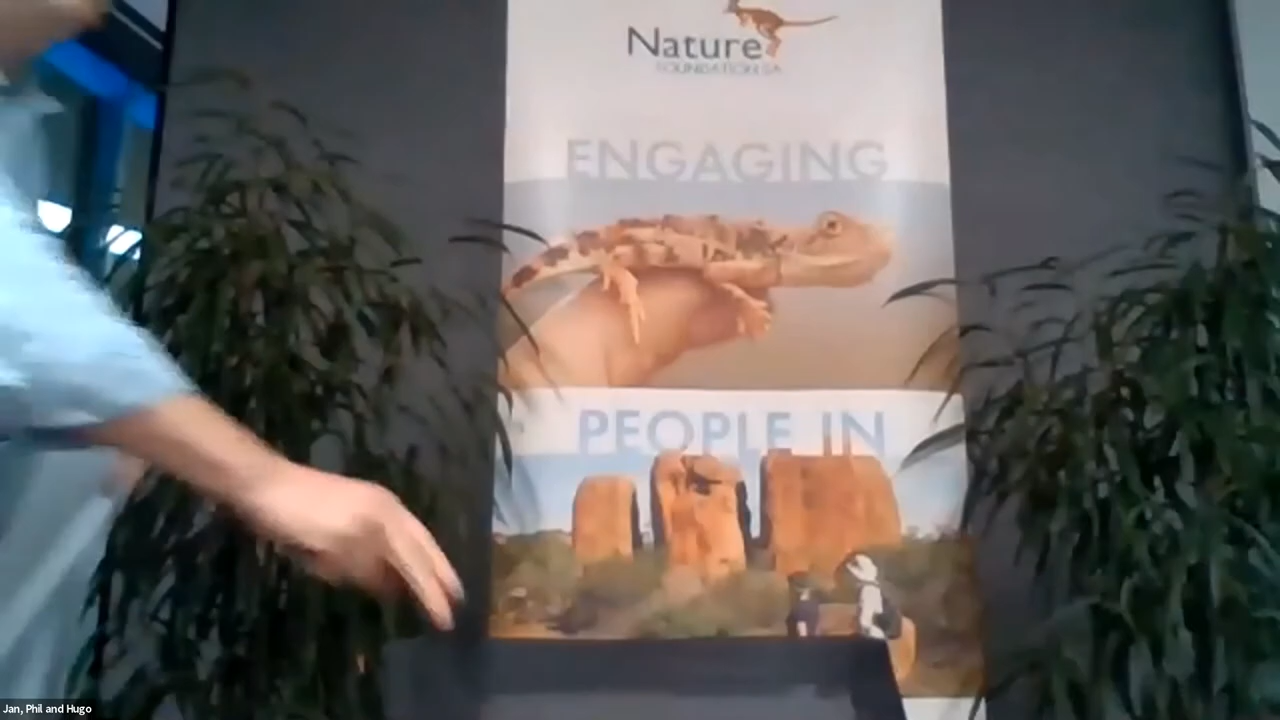 Nature
FOUNDATION SA
ENGAGING
PEOPLE IN
Jan, Phil and Hugo